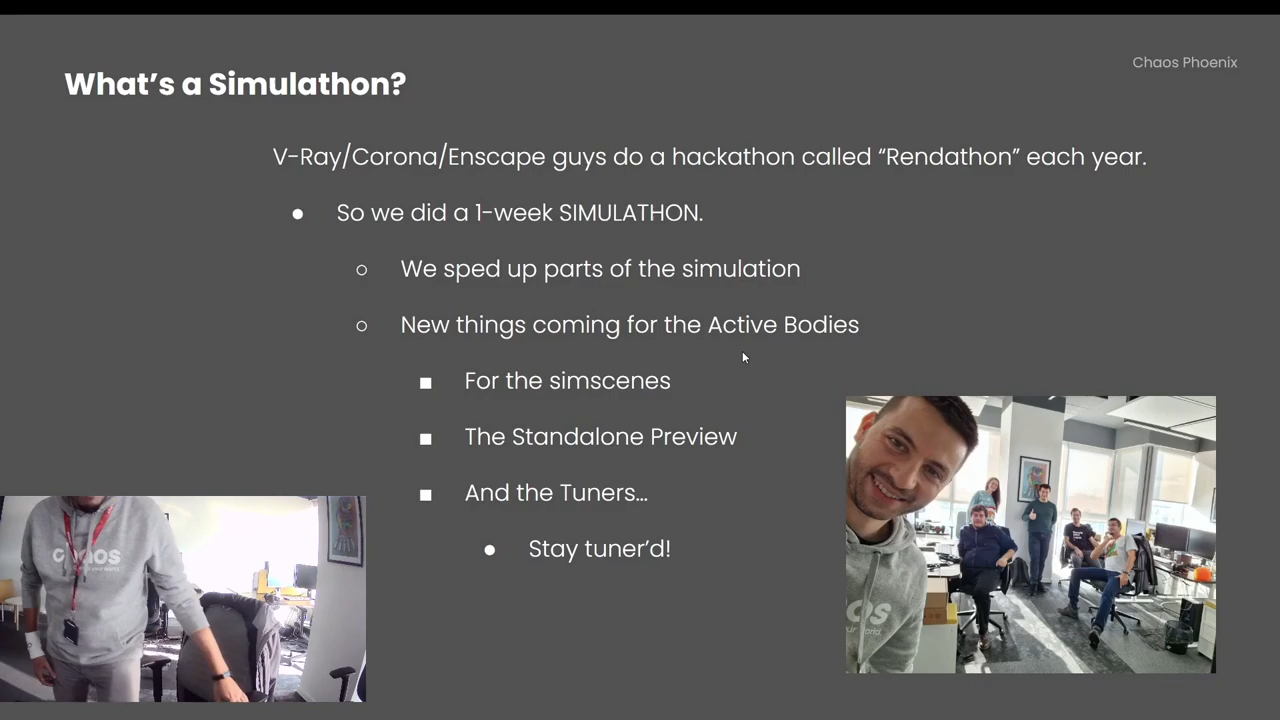 Chaos Phoenix
What's a Simulathon?
V-Ray/Corona/Enscape guys do a hackathon called “Rendathon” each year.
● So we did a 1-week SIMULATHON.
○ We sped up parts of the simulation
○ New things coming for the Active Bodies
■ For the simscenes
■ The Standalone Preview
■ And the Tuners...
● Stay tuner'd!
chaos